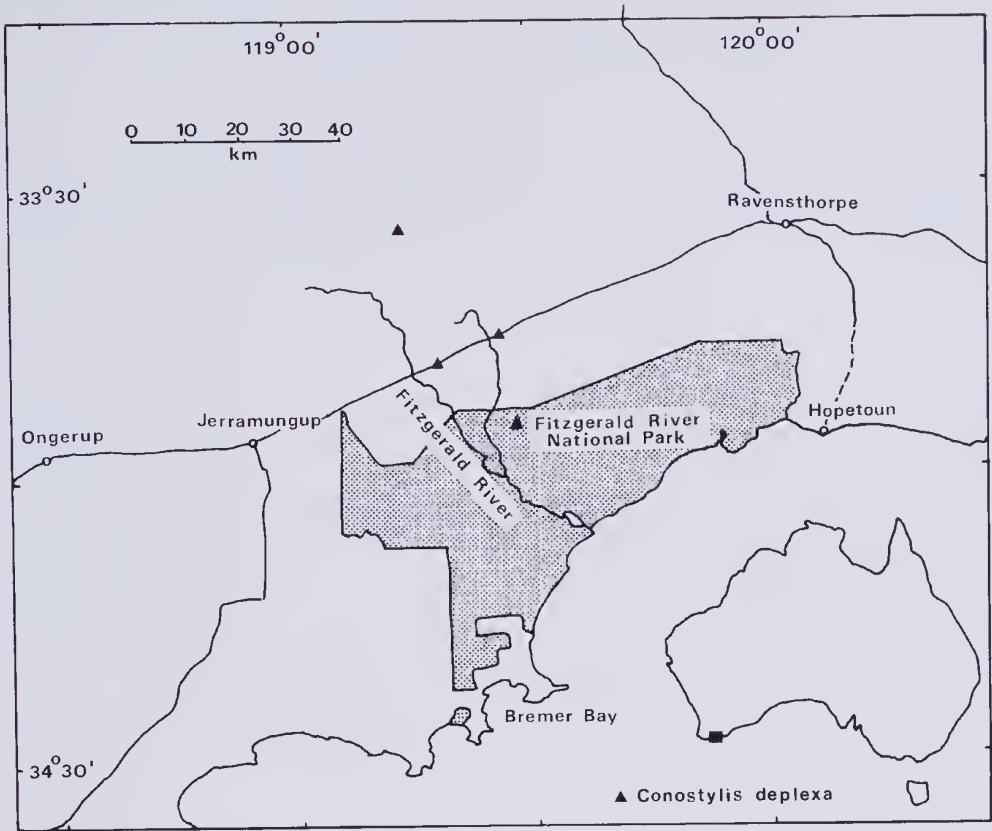 119°00'
120°00'
0 10 20 30 40
km
33°30'
Ravensthorpe
Fitzgerald River
Jerramungup
Ongerup
Fitzgerald River
National Park
Hopetoun
Bremer Bay
34°30'
Conostylis deplexa